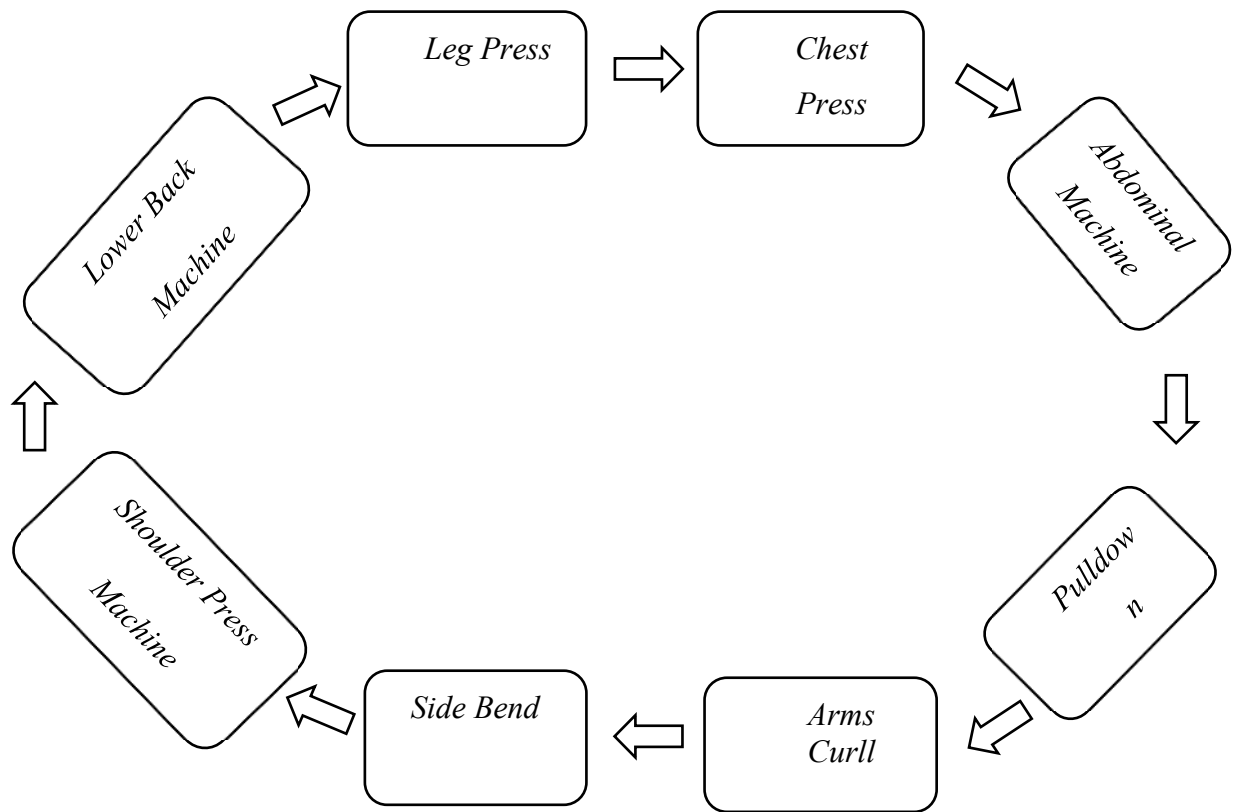 Leg Press
Chest
Press
Abdominal
Machine
Pulldow
n
Arms
Curll
Side Bend
Shoulder Press
Machine
Lower Back
Machine